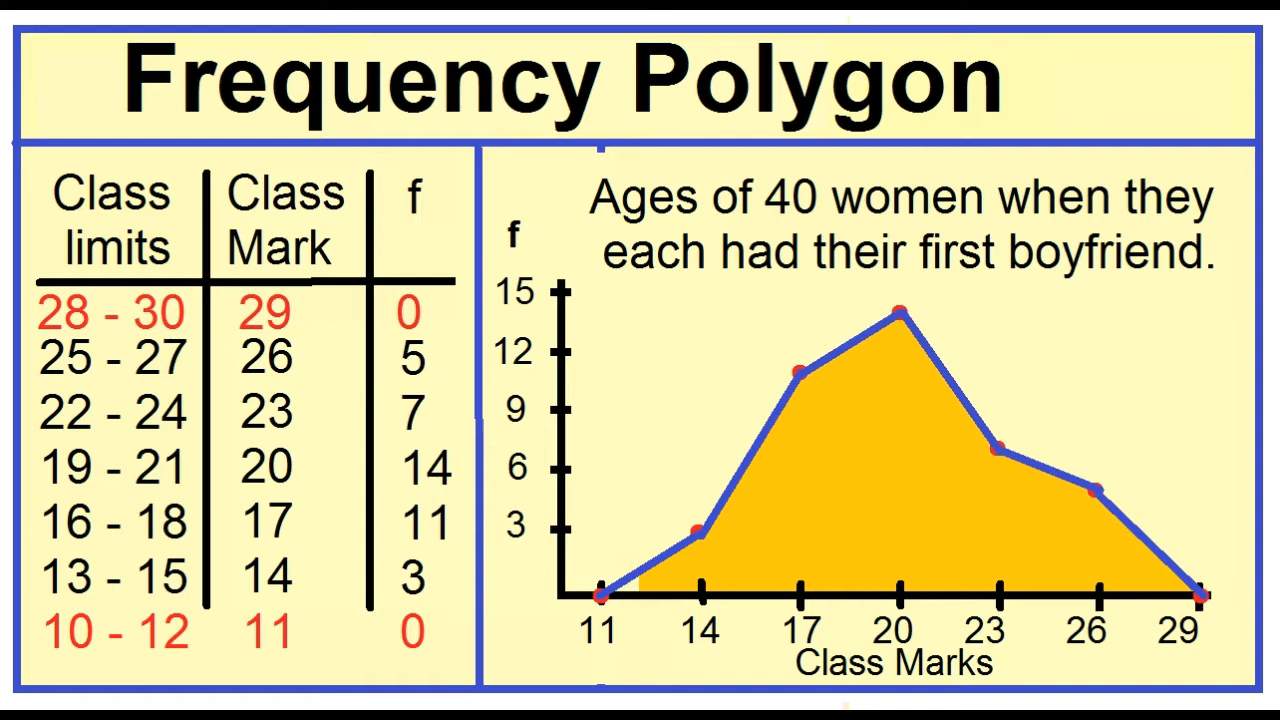 Frequency Polygon
Class limits | Class Mark | f
28 - 30 29 0
25 - 27 26 5
22 - 24 23 7
19 - 21 20 14
16 - 18 17 11
13 - 15 14 3
10 - 12 11 0
Ages of 40 women when they
each had their first boyfriend.
f
15
12
9
6
3
11 14 17 20 23 26 29
Class Marks